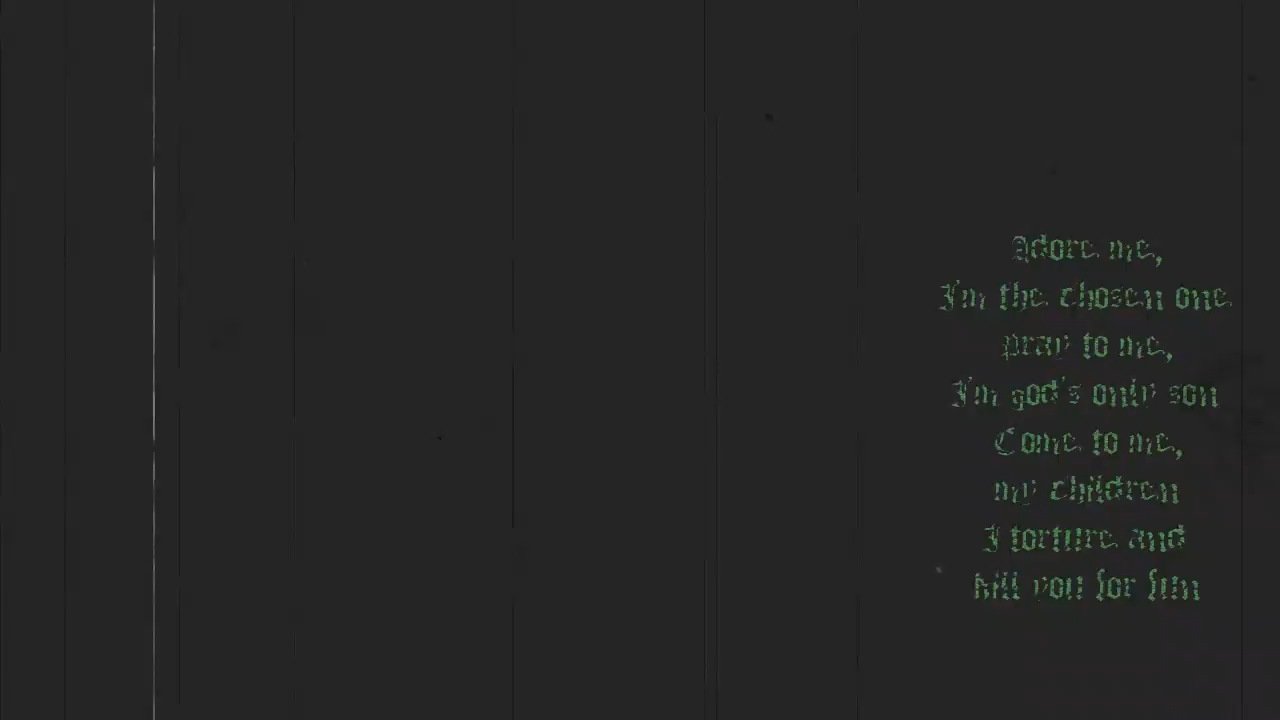 Adore me,
I'm the chosen one
pray to me,
I'm god's only son
Come to me,
my children
I torture and
kill you for fun